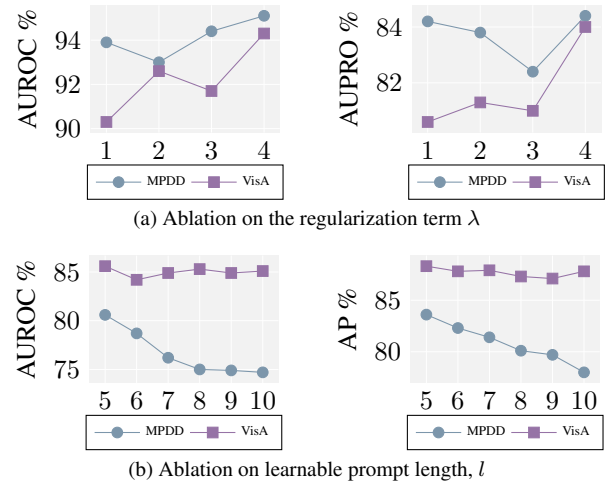 AUROC %
94
92
90
1 2 3 4
MPDD VisA
AUPRO %
84
82
1 2 3 4
MPDD VisA
(a) Ablation on the regularization term λ
AUROC %
85
80
75
5 6 7 8 9 10
MPDD VisA
AP %
85
80
5 6 7 8 9 10
MPDD VisA
(b) Ablation on learnable prompt length, l